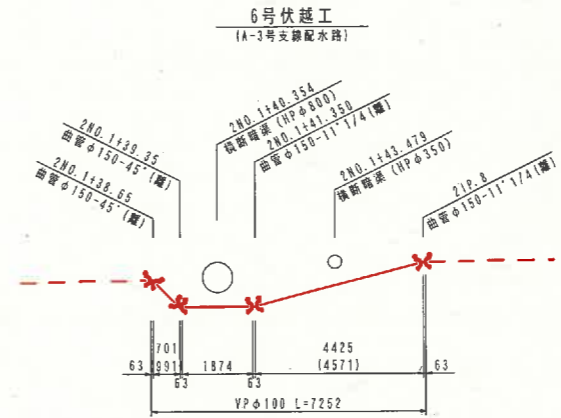 6号伏越工
(A-3号支線配水路)
2NO.1+40.354
横断暗渠(HPφ800)
2NO.1+41.350
曲管φ150-11°1/4(離)
2NO.1+39.35
曲管φ150-45°(離)
2NO.1+43.479
横断暗渠(HPφ350)
2NO.1+38.65
曲管φ150-45°(離)
2IP.8
曲管φ150-11°1/4(離)
701
4425
63
(991)
1874
(4571)
63
63
63
VPφ100 L=7252